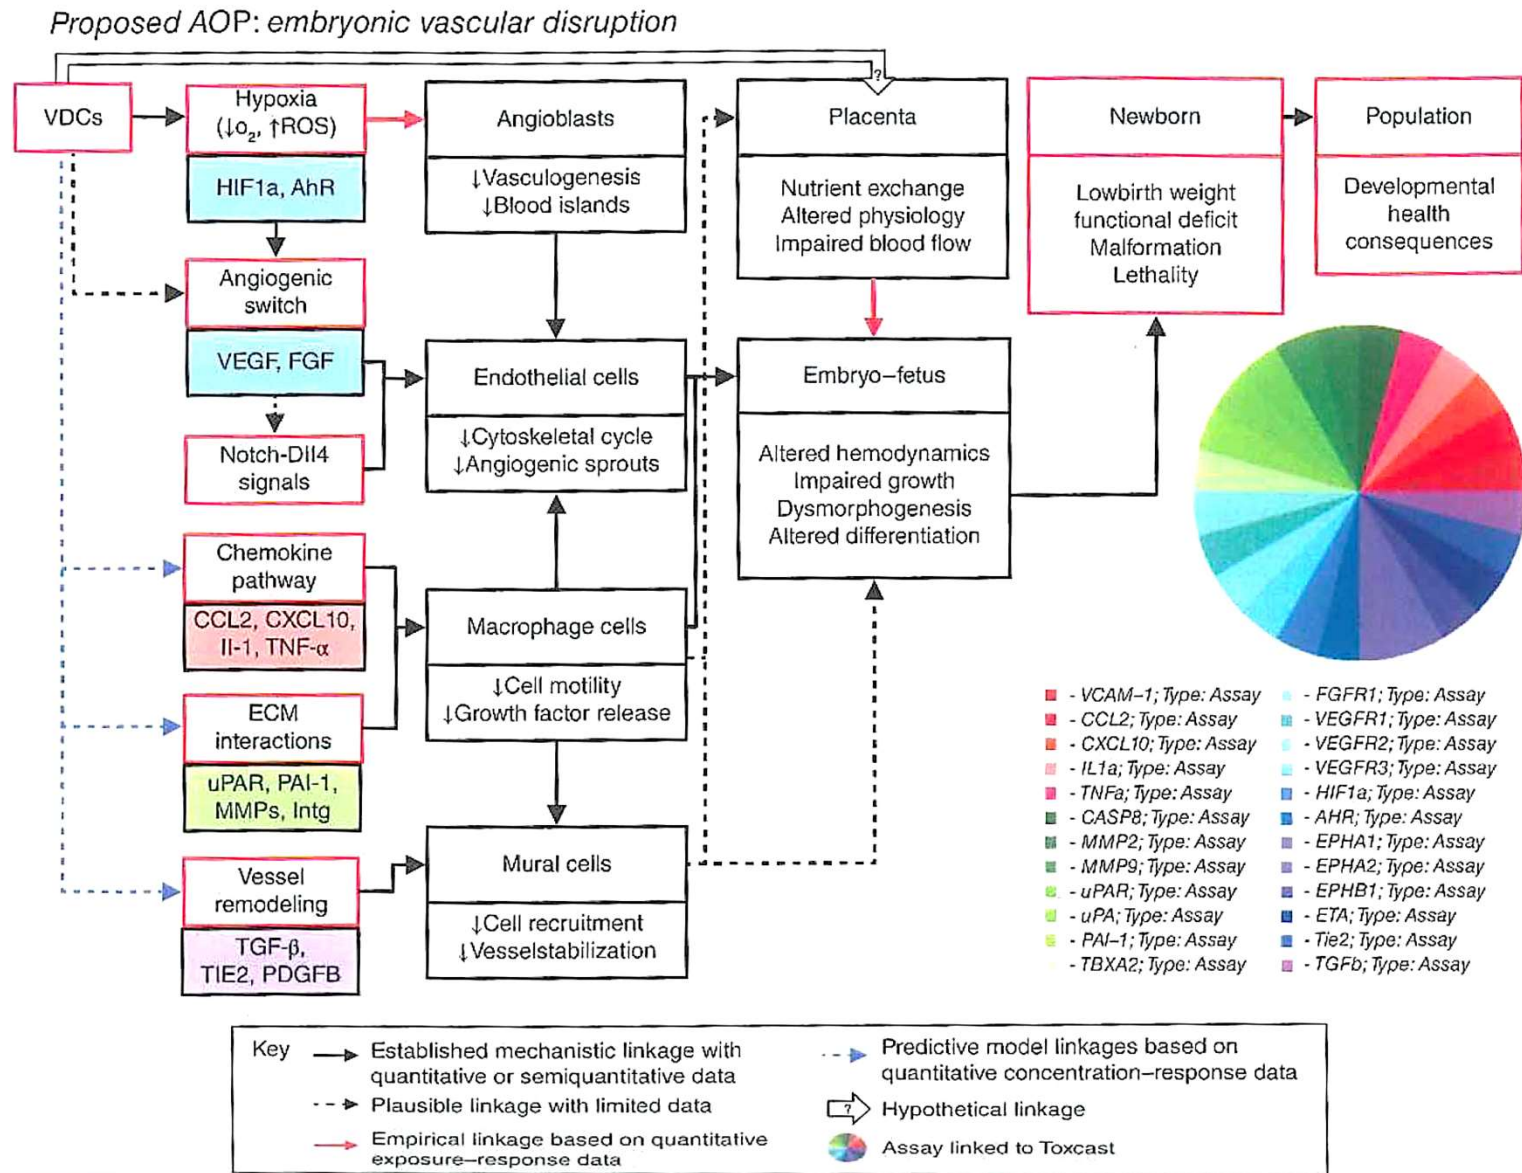 Proposed AOP: embryonic vascular disruption
VDCs
Hypoxia
(↓o₂, ↑ROS)
HIF1a, AhR
Angiogenic
switch
VEGF, FGF
Notch-Dll4
signals
Chemokine
pathway
CCL2, CXCL10,
Il-1, TNF-α
ECM
interactions
uPAR, PAI-1,
MMPs, Intg
Vessel
remodeling
TGF-β,
TIE2, PDGFB
Angioblasts
↓Vasculogenesis
↓Blood islands
Endothelial cells
↓Cytoskeletal cycle
↓Angiogenic sprouts
Macrophage cells
↓Cell motility
↓Growth factor release
Mural cells
↓Cell recruitment
↓Vesselstabilization
?
Placenta
Nutrient exchange
Altered physiology
Impaired blood flow
Embryo–fetus
Altered hemodynamics
Impaired growth
Dysmorphogenesis
Altered differentiation
Newborn
Lowbirth weight
functional deficit
Malformation
Lethality
Population
Developmental
health
consequences
- VCAM–1; Type: Assay
- CCL2; Type: Assay
- CXCL10; Type: Assay
- IL1a; Type: Assay
- TNFa; Type: Assay
- CASP8; Type: Assay
- MMP2; Type: Assay
- MMP9; Type: Assay
- uPAR; Type: Assay
- uPA; Type: Assay
- PAI–1; Type: Assay
- TBXA2; Type: Assay
- FGFR1; Type: Assay
- VEGFR1; Type: Assay
- VEGFR2; Type: Assay
- VEGFR3; Type: Assay
- HIF1a; Type: Assay
- AHR; Type: Assay
- EPHA1; Type: Assay
- EPHA2; Type: Assay
- EPHB1; Type: Assay
- ETA; Type: Assay
- Tie2; Type: Assay
- TGFb; Type: Assay
Key
Established mechanistic linkage with
quantitative or semiquantitative data
Plausible linkage with limited data
Empirical linkage based on quantitative
exposure–response data
Predictive model linkages based on
quantitative concentration–response data
?
Hypothetical linkage
Assay linked to Toxcast